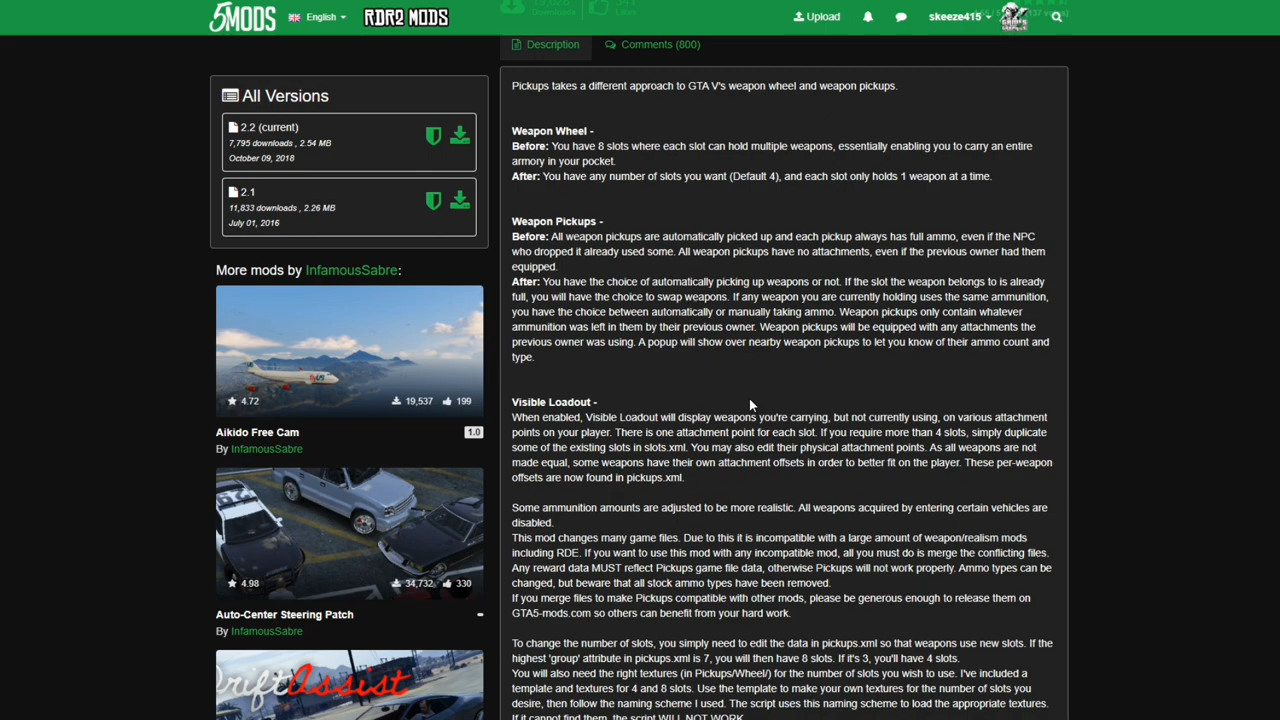 5MODS
English
RDR2 MODS
Upload
skeeze415
Description
Comments (800)
All Versions
2.2 (current)
7,795 downloads , 2.54 MB
October 09, 2018
2.1
11,833 downloads , 2.26 MB
July 01, 2016
More mods by InfamousSabre:
4.72
19,537
199
Aikido Free Cam
1.0
By InfamousSabre
4.98
34,732
330
Auto-Center Steering Patch
By InfamousSabre
Drift Assist
Pickups takes a different approach to GTA V's weapon wheel and weapon pickups.
Weapon Wheel -
Before: You have 8 slots where each slot can hold multiple weapons, essentially enabling you to carry an entire
armory in your pocket.
After: You have any number of slots you want (Default 4), and each slot only holds 1 weapon at a time.
Weapon Pickups -
Before: All weapon pickups are automatically picked up and each pickup always has full ammo, even if the NPC
who dropped it already used some. All weapon pickups have no attachments, even if the previous owner had them
equipped.
After: You have the choice of automatically picking up weapons or not. If the slot the weapon belongs to is already
full, you will have the choice to swap weapons. If any weapon you are currently holding uses the same ammunition,
you have the choice between automatically or manually taking ammo. Weapon pickups only contain whatever
ammunition was left in them by their previous owner. Weapon pickups will be equipped with any attachments the
previous owner was using. A popup will show over nearby weapon pickups to let you know of their ammo count and
type.
Visible Loadout -
When enabled, Visible Loadout will display weapons you're carrying, but not currently using, on various attachment
points on your player. There is one attachment point for each slot. If you require more than 4 slots, simply duplicate
some of the existing slots in slots.xml. You may also edit their physical attachment points. As all weapons are not
made equal, some weapons have their own attachment offsets in order to better fit on the player. These per-weapon
offsets are now found in pickups.xml.
Some ammunition amounts are adjusted to be more realistic. All weapons acquired by entering certain vehicles are
disabled.
This mod changes many game files. Due to this it is incompatible with a large amount of weapon/realism mods
including RDE. If you want to use this mod with any incompatible mod, all you must do is merge the conflicting files.
Any reward data MUST reflect Pickups game file data, otherwise Pickups will not work properly. Ammo types can be
changed, but beware that all stock ammo types have been removed.
If you merge files to make Pickups compatible with other mods, please be generous enough to release them on
GTA5-mods.com so others can benefit from your hard work.
To change the number of slots, you simply need to edit the data in pickups.xml so that weapons use new slots. If the
highest 'group' attribute in pickups.xml is 7, you will then have 8 slots. If it's 3, you'll have 4 slots.
You will also need the right textures (in Pickups/Wheel/) for the number of slots you wish to use. I've included a
template and textures for 4 and 8 slots. Use the template to make your own textures for the number of slots you
desire, then follow the naming scheme I used. The script uses this naming scheme to load the appropriate textures.
If it cannot find them, the script WILL NOT WORK.